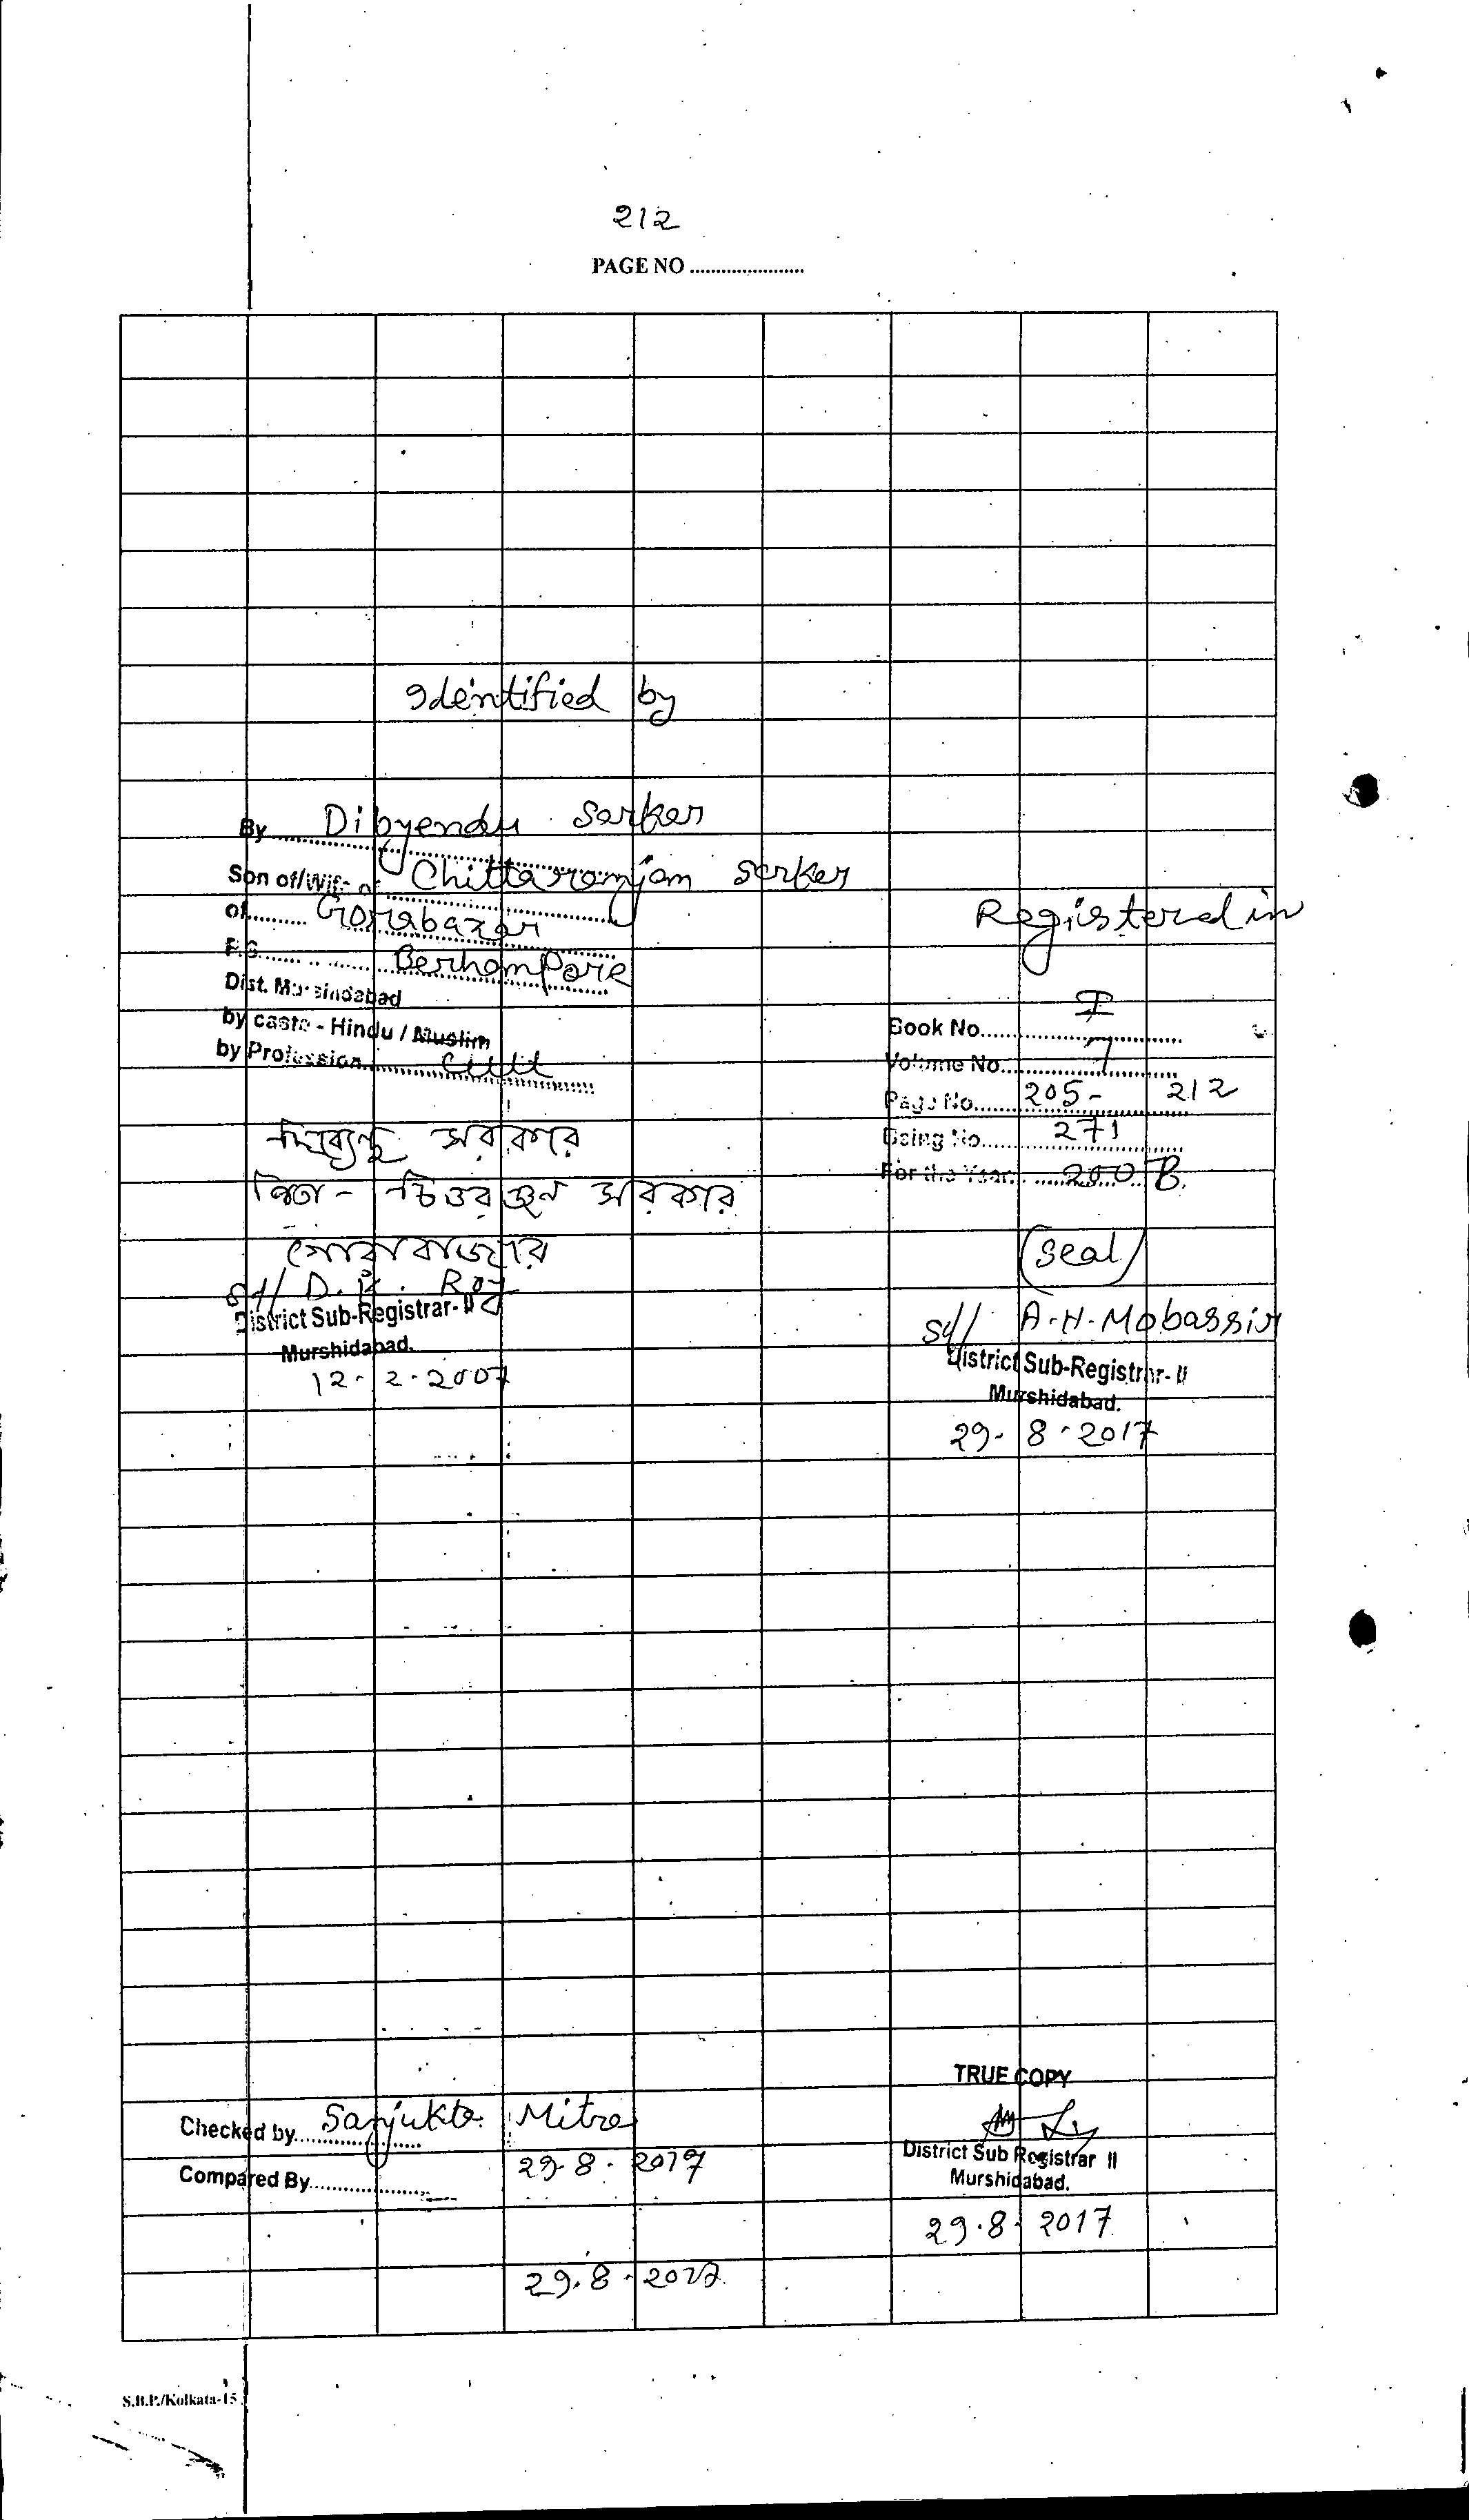 212
PAGE NO ......................
Identified by
By Dibyendu Sarkar
Son of/Wife of Chittaranjan Sarkar
of Gorabazar
P.S. Berhampore
Dist. Murshidabad
by caste - Hindu / Muslim
by Profession
দিব্যেন্দু সরকার
পিতা - চিত্তরঞ্জন সরকার
গোরাবাজার
Sd/ D. K. Roy
District Sub-Registrar- II
Murshidabad.
12-2-2007
Registered in
Book No. I
Volume No. 7
Page No. 205- 212
Being No. 271
For the Year 200
(Seal)
Sd/ A.H. Mobassir
District Sub-Registrar- II
Murshidabad.
29-8-2017
TRUE COPY
Checked by Sanjukta Mitra
29-8-2017
Compared By
29.8.2017
District Sub Registrar II
Murshidabad.
29.8.2017
S.B.P./Kolkata-15